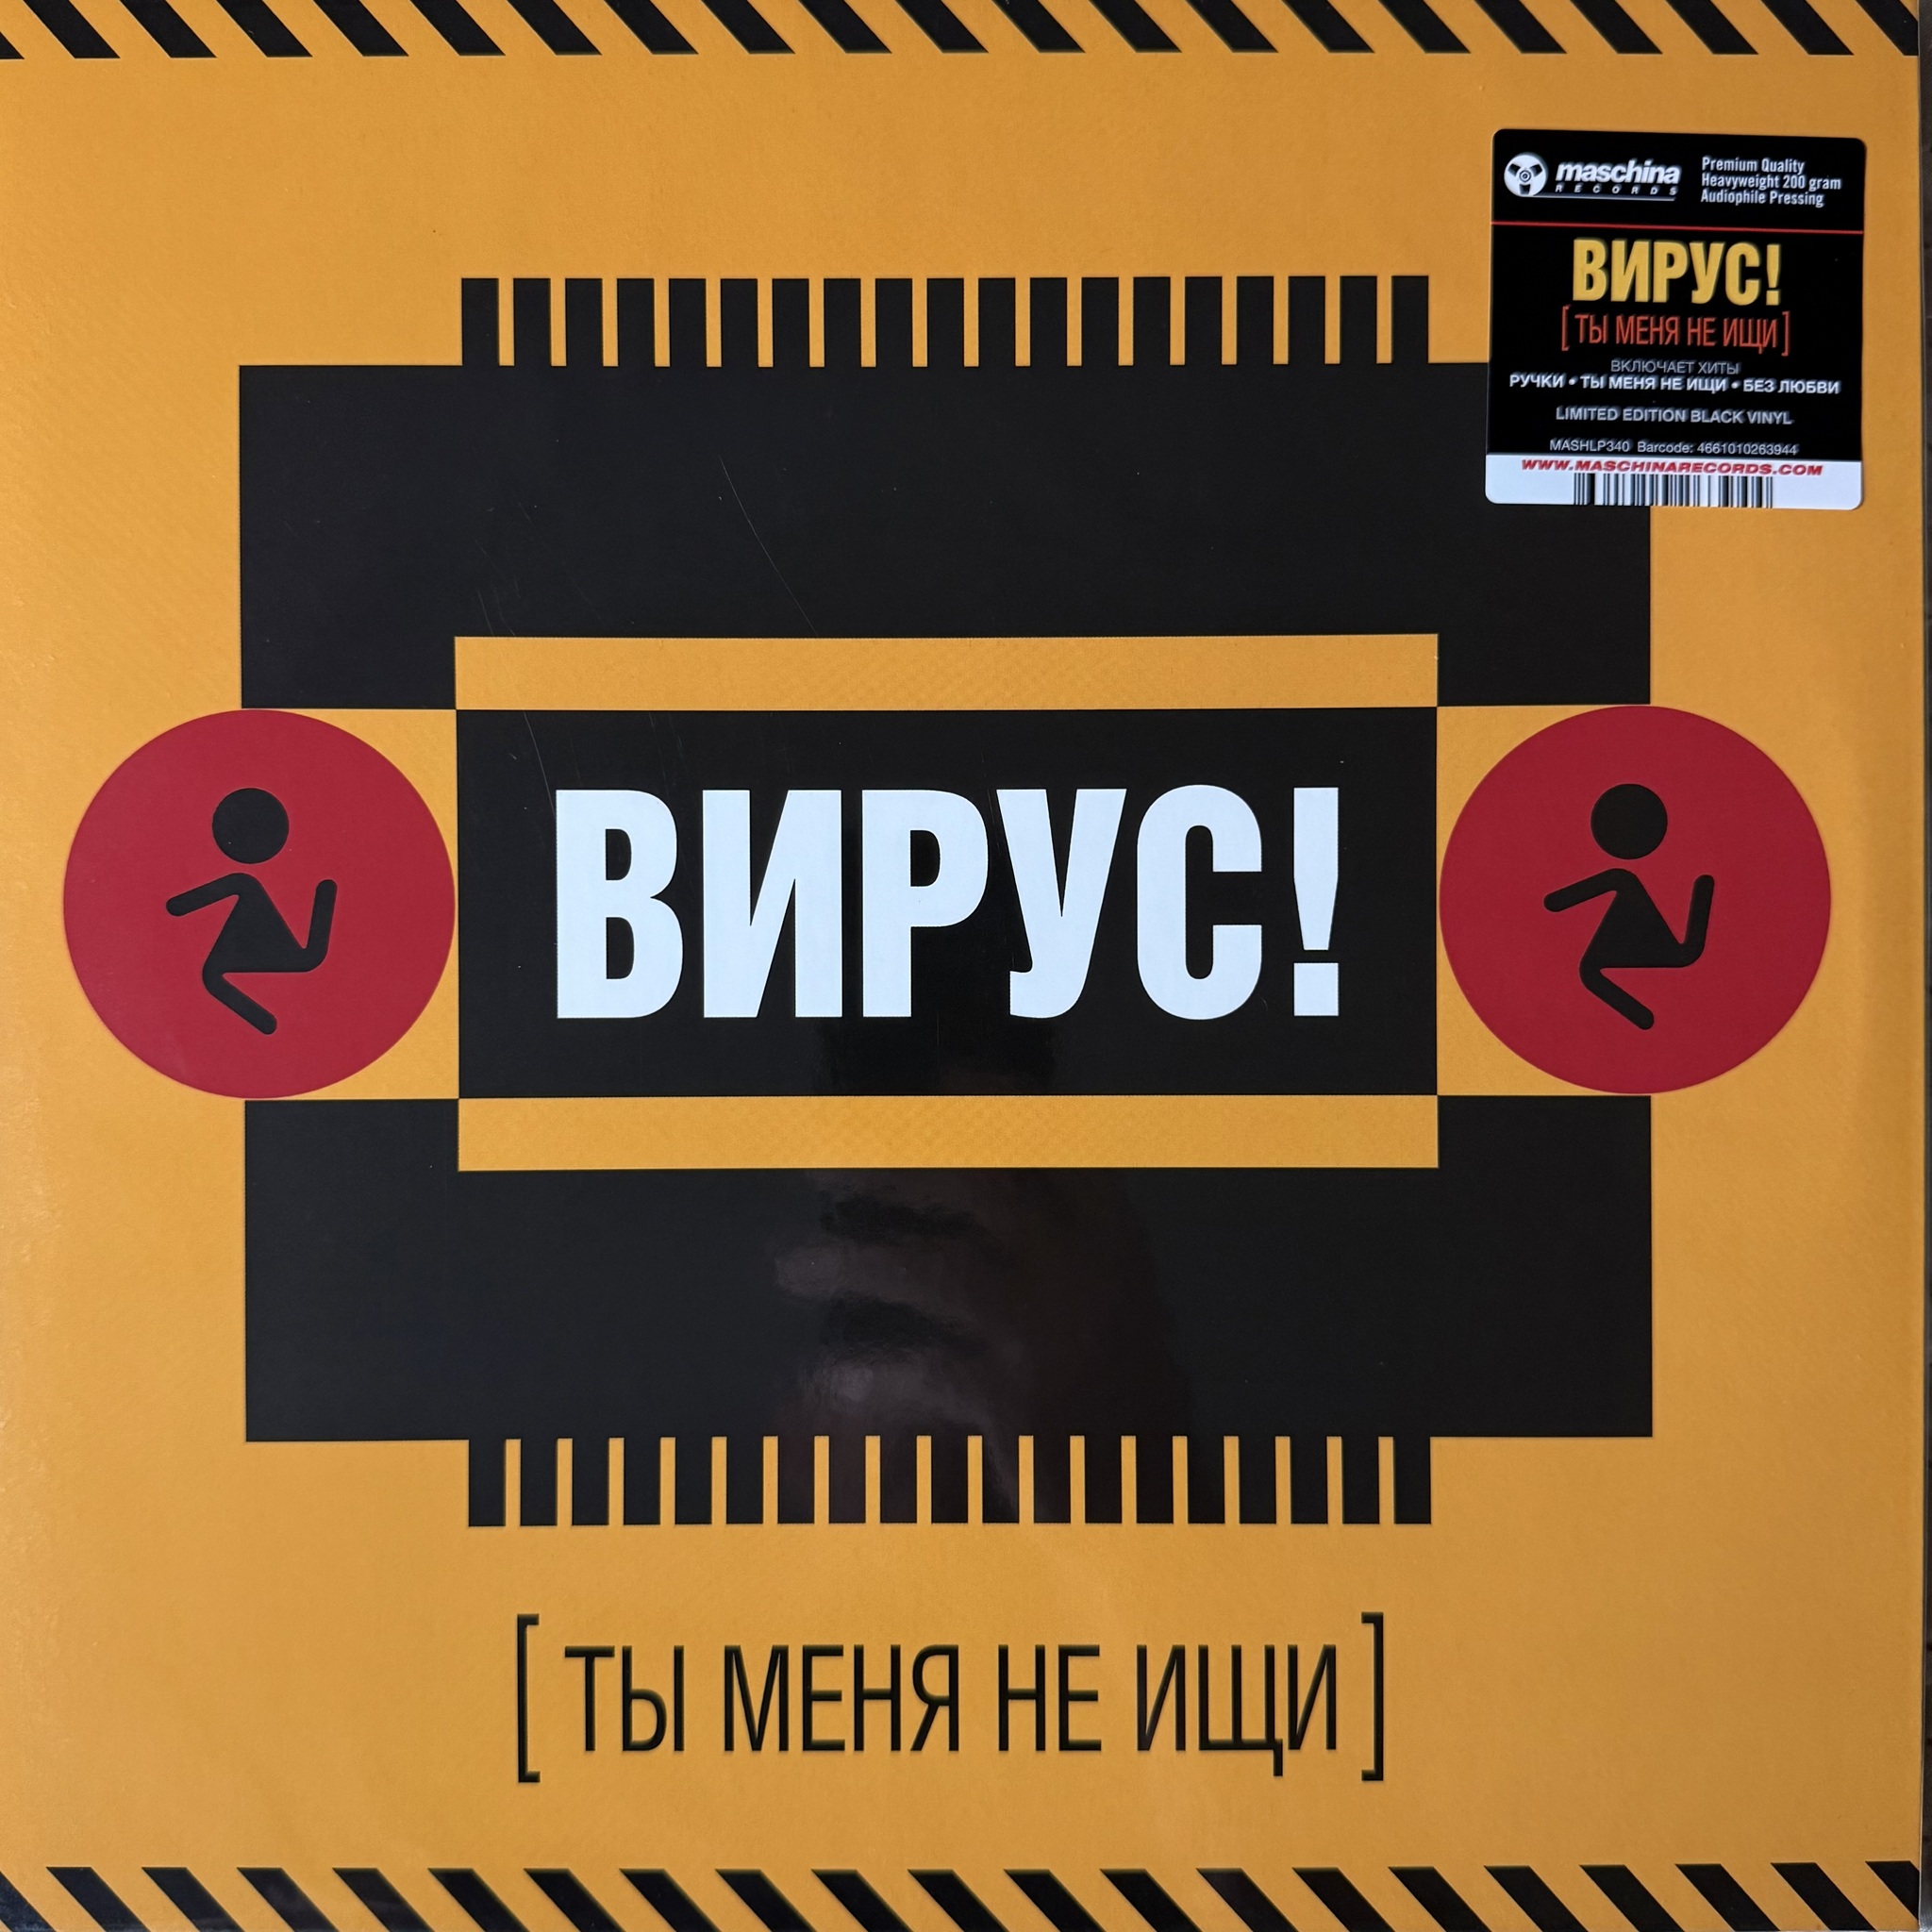 maschina
RECORDS
Premium Quality
Heavyweight 200 gram
Audiophile Pressing
ВИРУС!
[ТЫ МЕНЯ НЕ ИЩИ]
ВКЛЮЧАЕТ ХИТЫ
РУЧКИ • ТЫ МЕНЯ НЕ ИЩИ • БЕЗ ЛЮБВИ
LIMITED EDITION BLACK VINYL
MASHLP340 Barcode: 4661010263944
WWW.MASCHINARECORDS.COM
ВИРУС!
[ТЫ МЕНЯ НЕ ИЩИ]